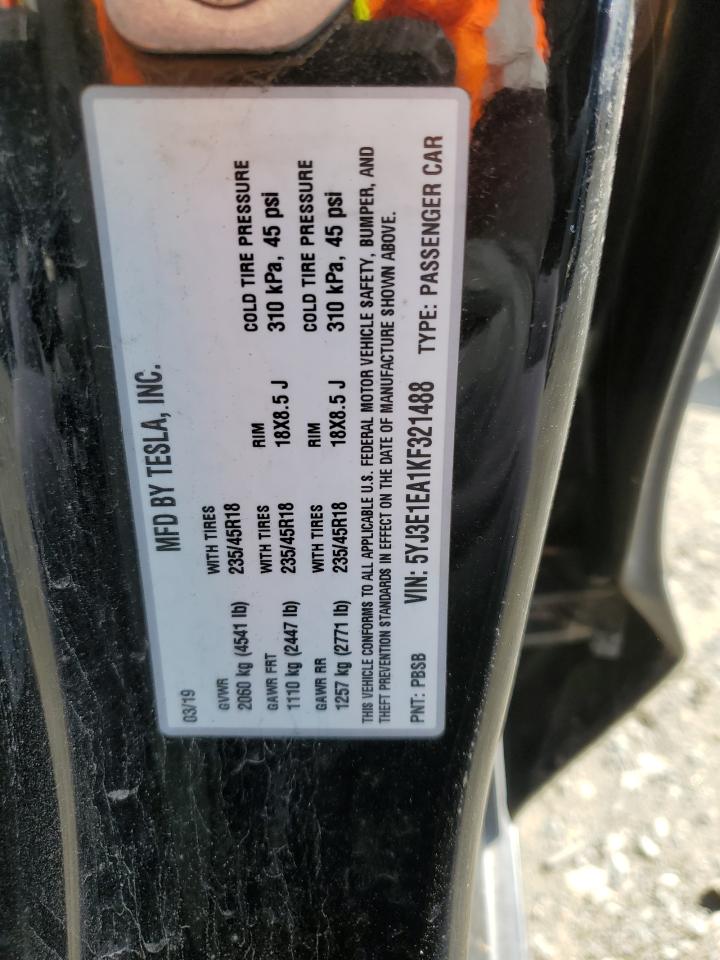 MFD BY TESLA, INC.
03/19
GVWR WITH TIRES RIM COLD TIRE PRESSURE
2060 kg (4541 lb) 235/45R18
GAWR FRT WITH TIRES 18X8.5 J 310 kPa, 45 psi
1110 kg (2447 lb) 235/45R18 RIM COLD TIRE PRESSURE
GAWR RR WITH TIRES
1257 kg (2771 lb) 235/45R18 18X8.5 J 310 kPa, 45 psi
THIS VEHICLE CONFORMS TO ALL APPLICABLE U.S. FEDERAL MOTOR VEHICLE SAFETY, BUMPER, AND
THEFT PREVENTION STANDARDS IN EFFECT ON THE DATE OF MANUFACTURE SHOWN ABOVE.
PNT: PBSB VIN: 5YJ3E1EA1KF321488 TYPE: PASSENGER CAR